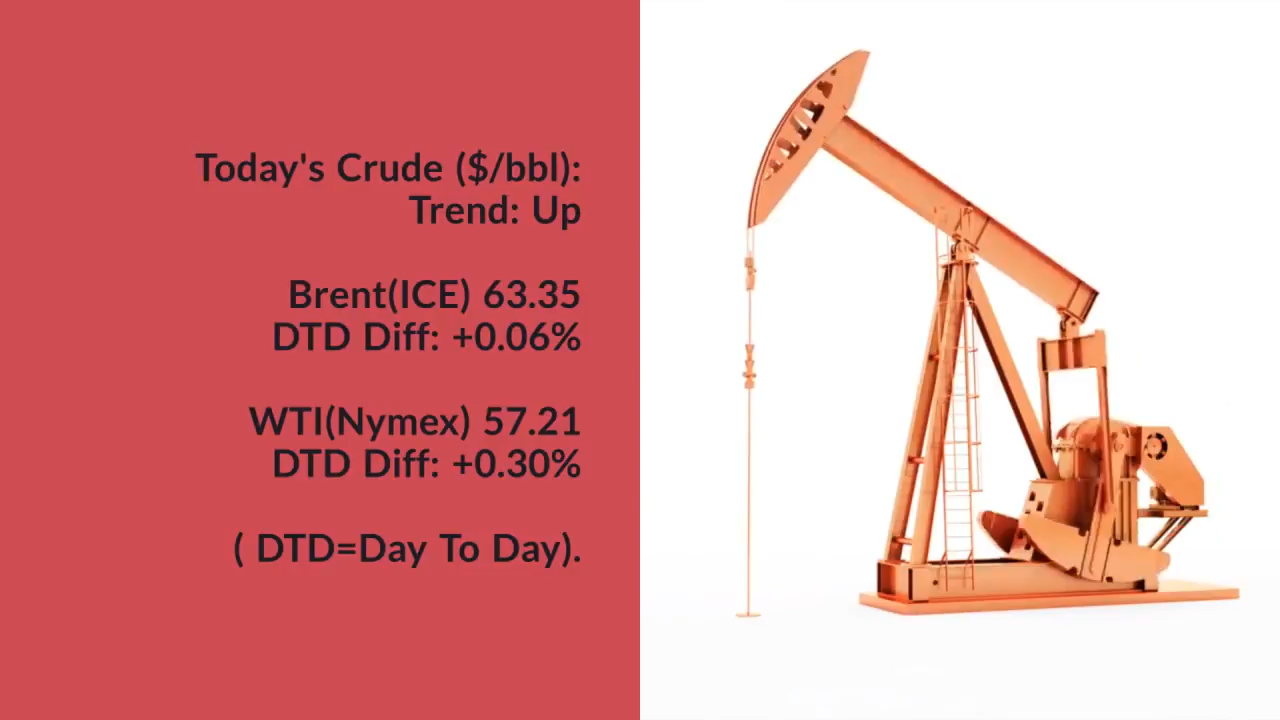 Today's Crude ($/bbl):
Trend: Up
Brent(ICE) 63.35
DTD Diff: +0.06%
WTI(Nymex) 57.21
DTD Diff: +0.30%
( DTD=Day To Day).